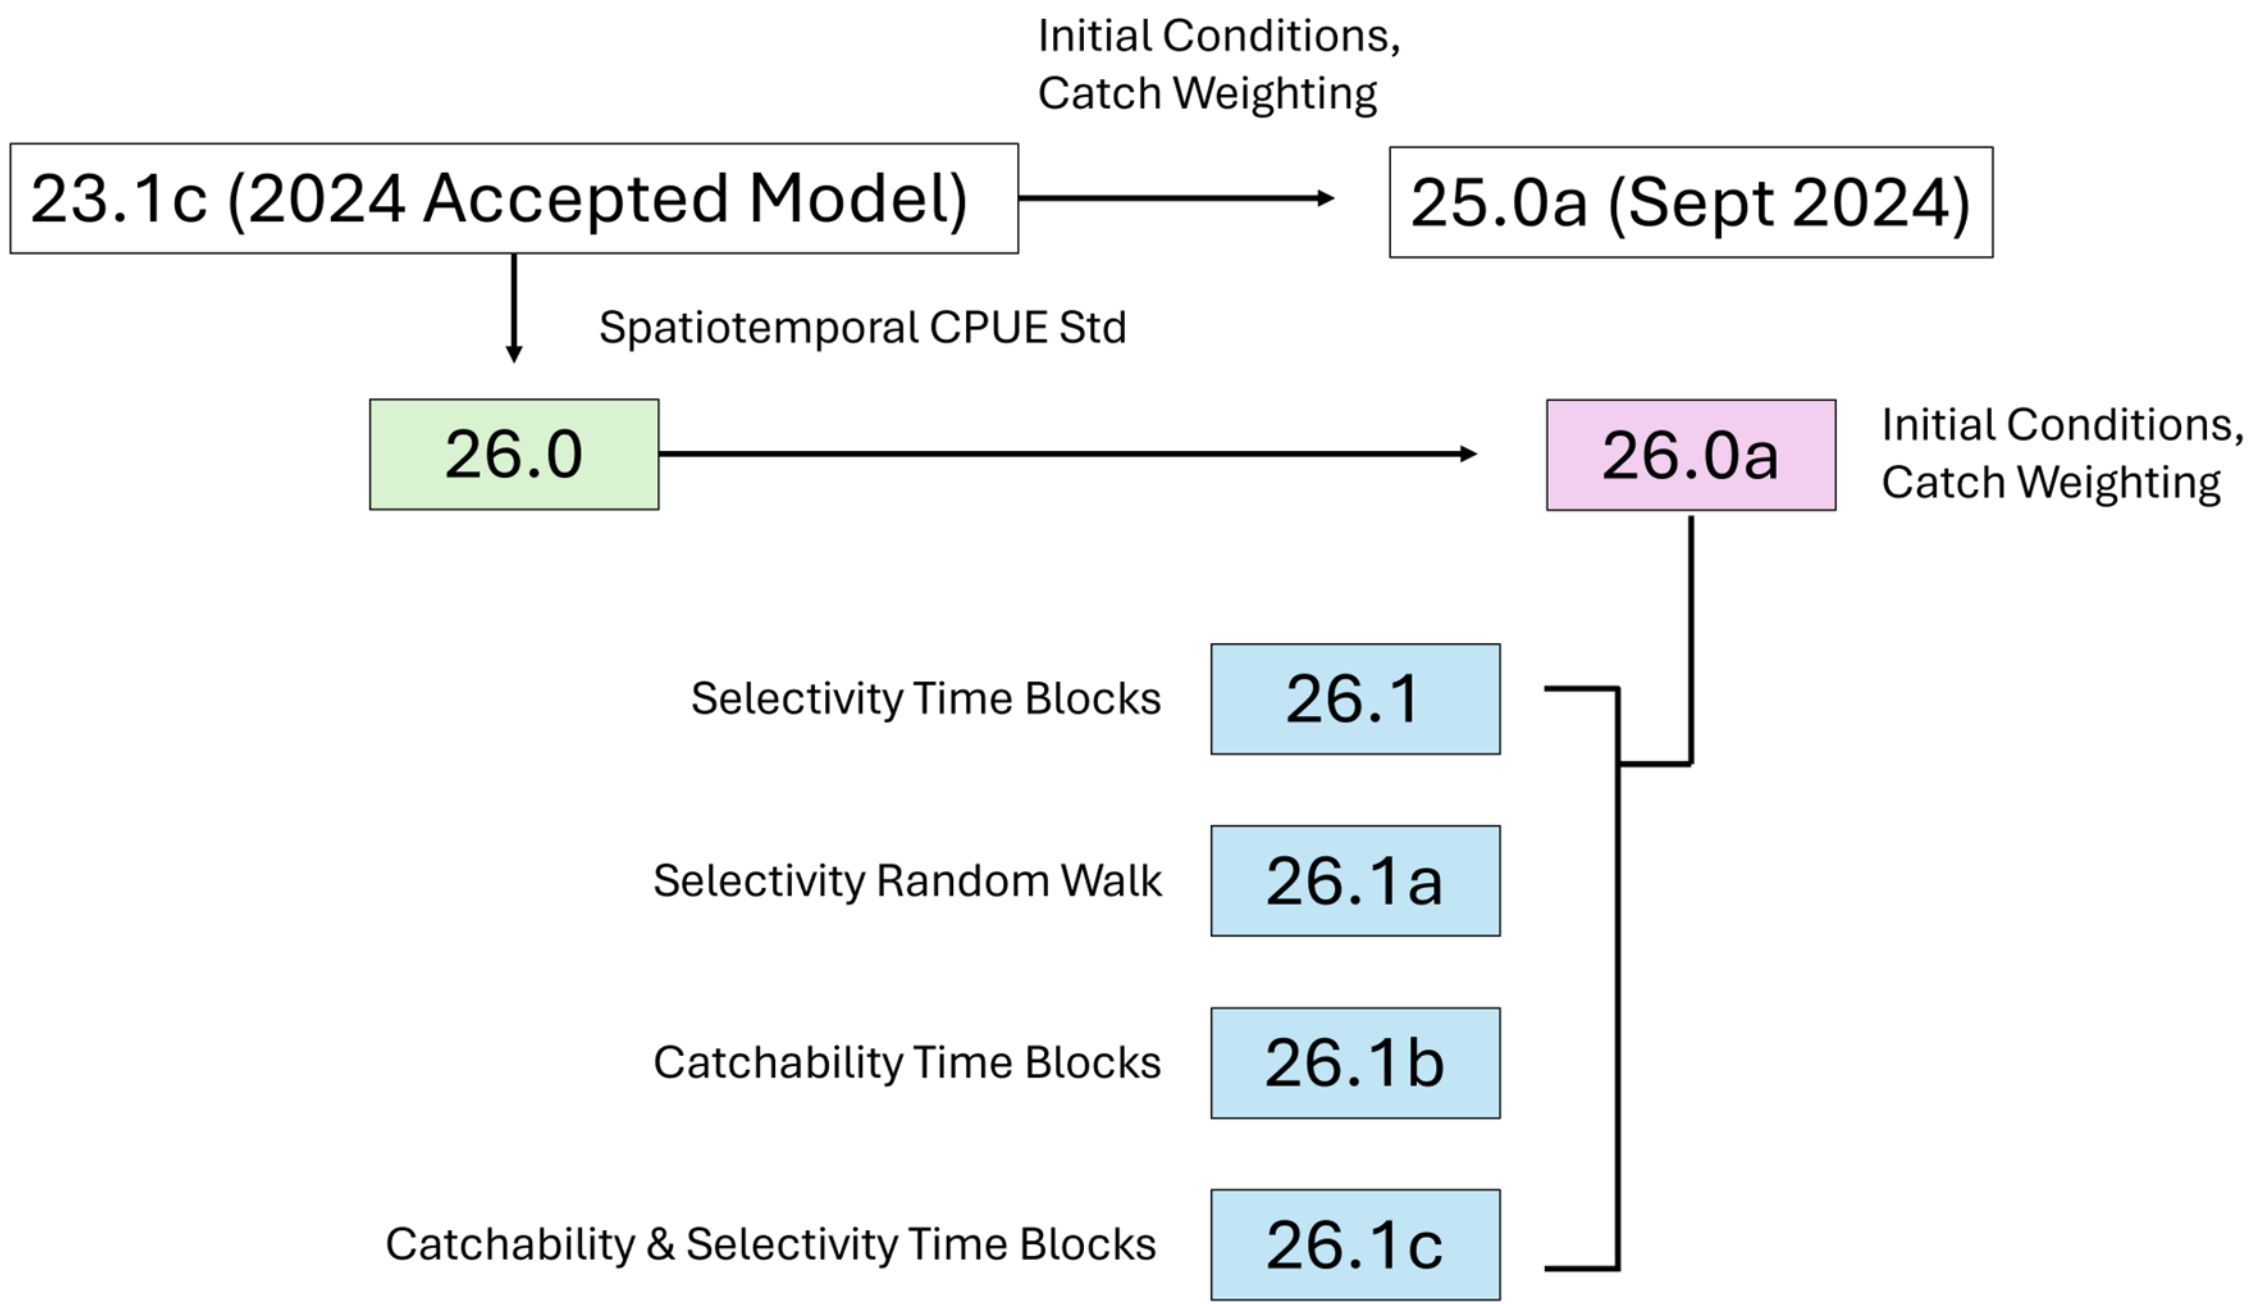 Initial Conditions,
Catch Weighting
23.1c (2024 Accepted Model)
25.0a (Sept 2024)
Spatiotemporal CPUE Std
26.0
26.0a
Initial Conditions,
Catch Weighting
Selectivity Time Blocks
26.1
Selectivity Random Walk
26.1a
Catchability Time Blocks
26.1b
Catchability & Selectivity Time Blocks
26.1c